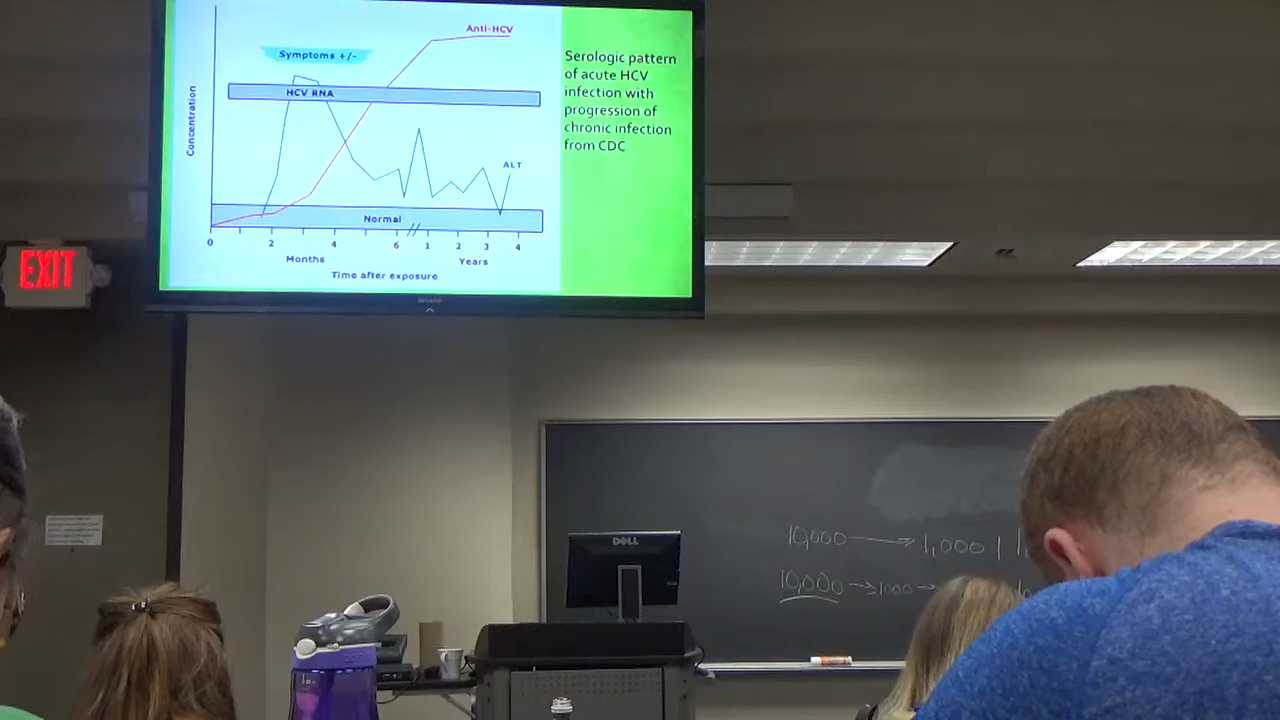 Anti-HCV
Symptoms +/-
HCV RNA
Concentration
ALT
Normal
0 2 4 6 1 2 3 4
Months Years
Time after exposure
Serologic pattern
of acute HCV
infection with
progression of
chronic infection
from CDC
SHARP
EXIT
DELL
10,000 → 1,000 |
10,000 → 1000 →